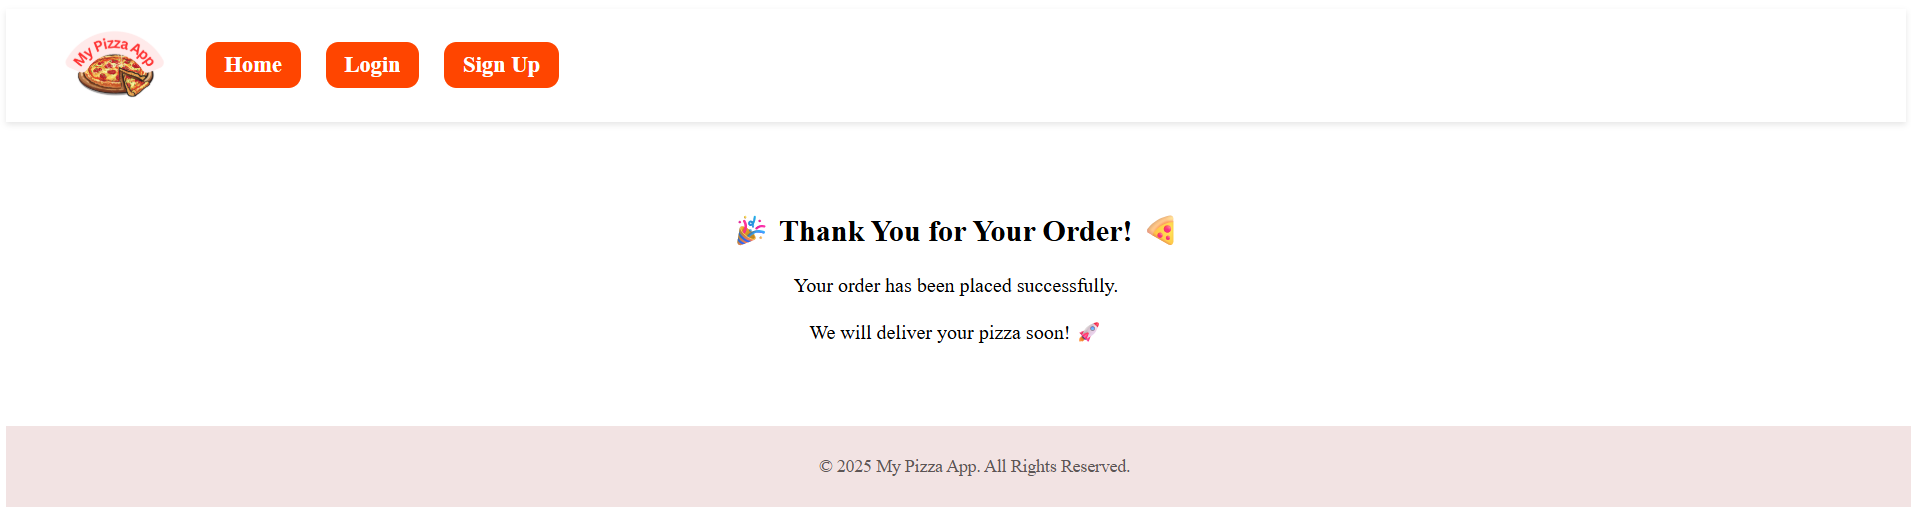 My Pizza App
Home
Login
Sign Up
🎉 Thank You for Your Order! 🍕
Your order has been placed successfully.
We will deliver your pizza soon! 🚀
© 2025 My Pizza App. All Rights Reserved.